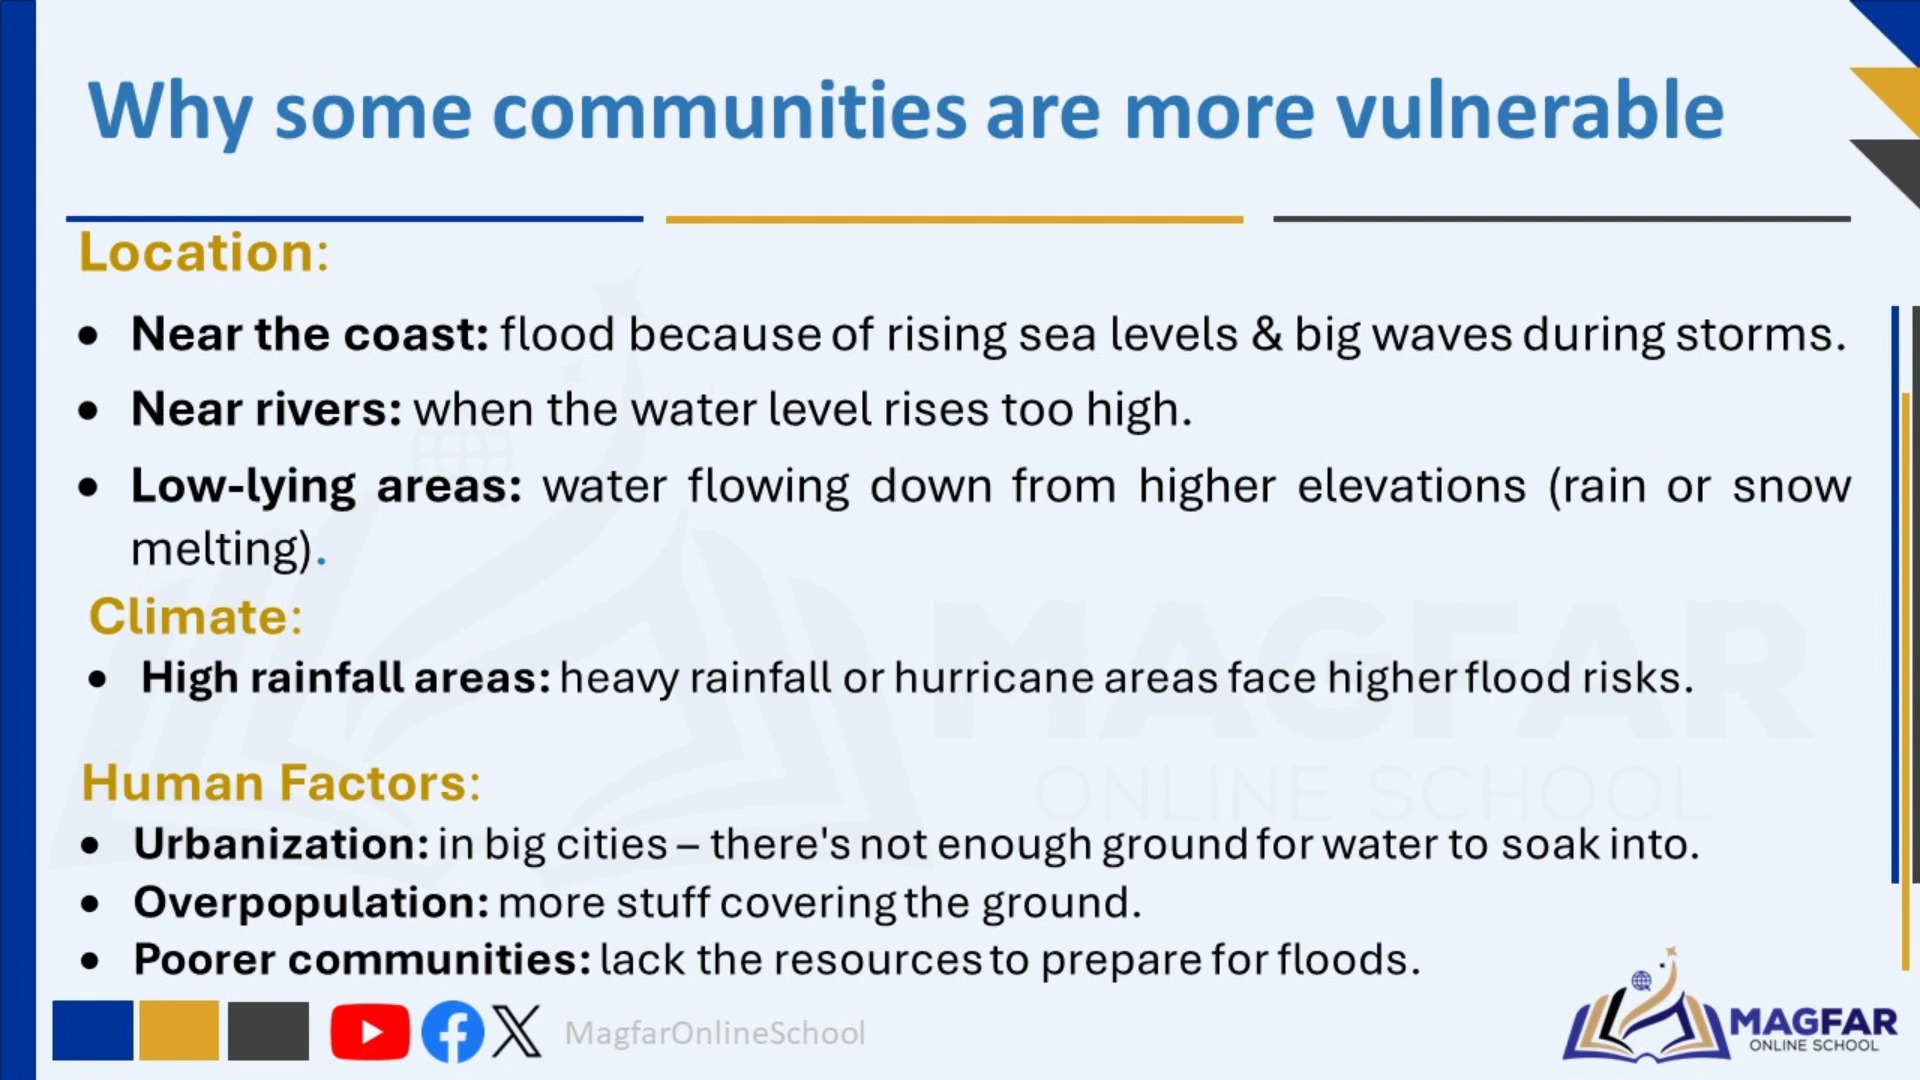 Why some communities are more vulnerable
Location:
• Near the coast: flood because of rising sea levels & big waves during storms.
• Near rivers: when the water level rises too high.
• Low-lying areas: water flowing down from higher elevations (rain or snow
melting).
Climate:
• High rainfall areas: heavy rainfall or hurricane areas face higher flood risks.
MAGFAR
ONLINE SCHOOL
Human Factors:
• Urbanization: in big cities – there's not enough ground for water to soak into.
• Overpopulation: more stuff covering the ground.
• Poorer communities: lack the resources to prepare for floods.
MagfarOnlineSchool
MAGFAR
ONLINE SCHOOL